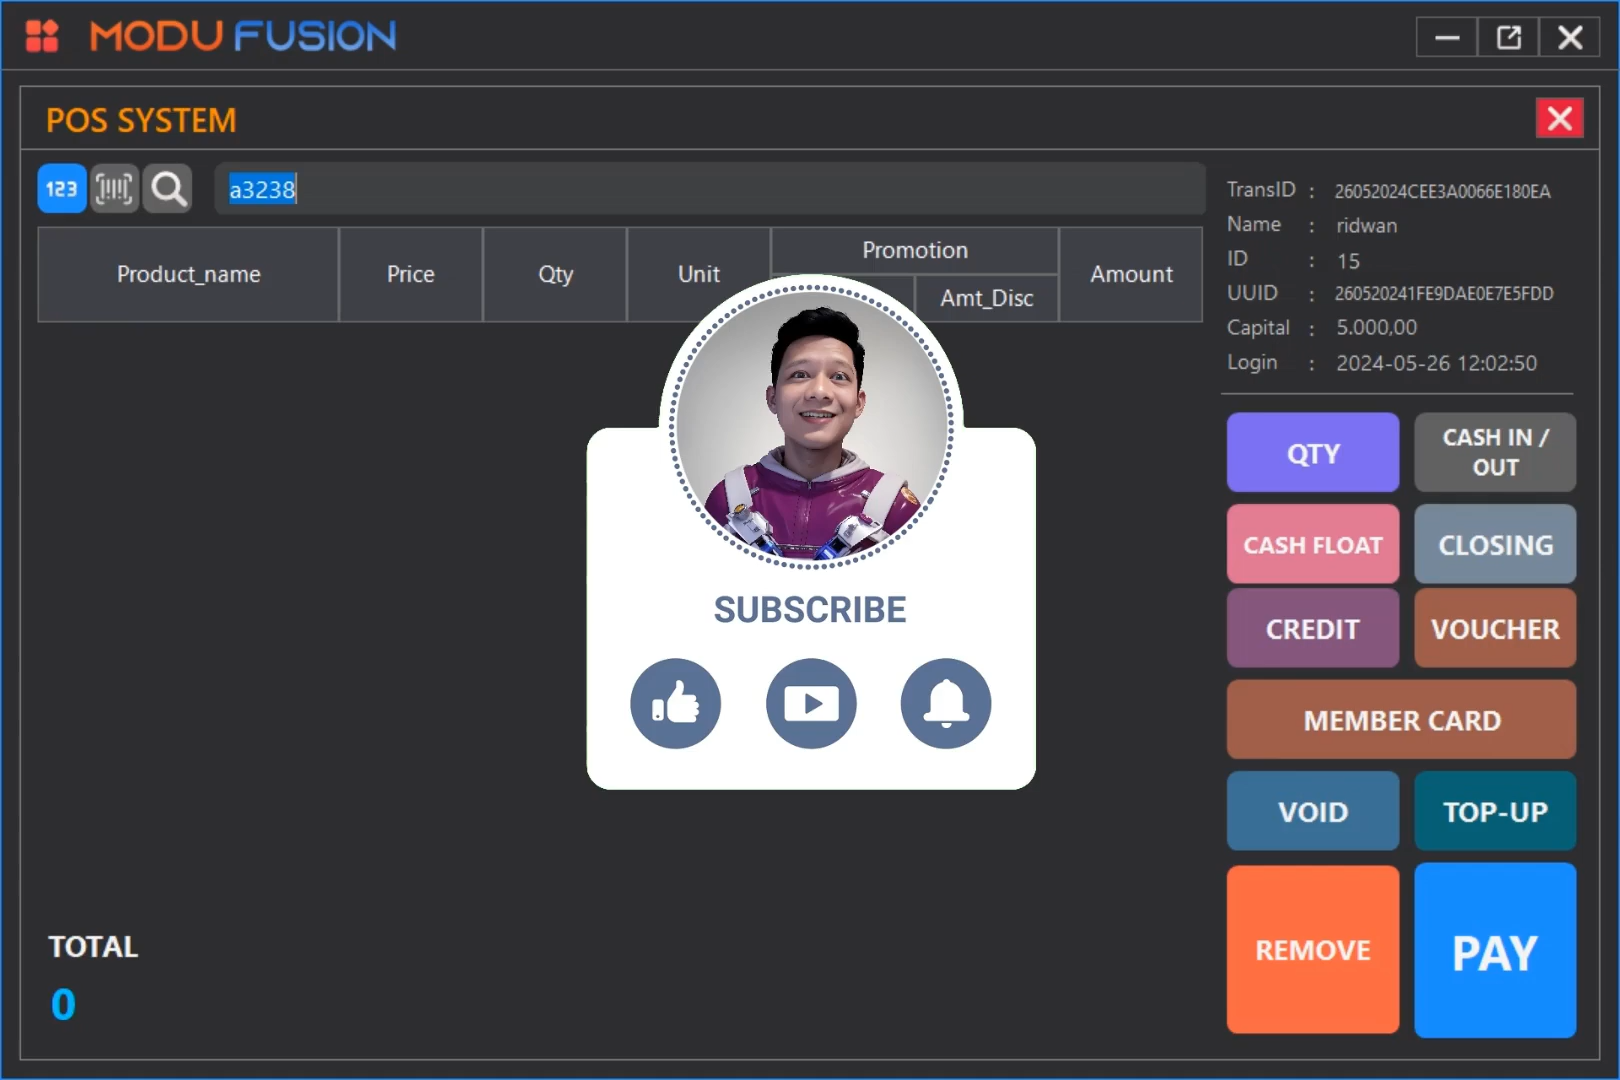 MODU FUSION
POS SYSTEM
123
a3238
Product_name
Price
Qty
Unit
Promotion
Amt_Disc
Amount
TransID : 26052024CEE3A0066E180EA
Name : ridwan
ID : 15
UUID : 260520241FE9DAE0E7E5FDD
Capital : 5.000,00
Login : 2024-05-26 12:02:50
SUBSCRIBE
QTY
CASH IN /
OUT
CASH FLOAT
CLOSING
CREDIT
VOUCHER
MEMBER CARD
VOID
TOP-UP
REMOVE
PAY
TOTAL
0